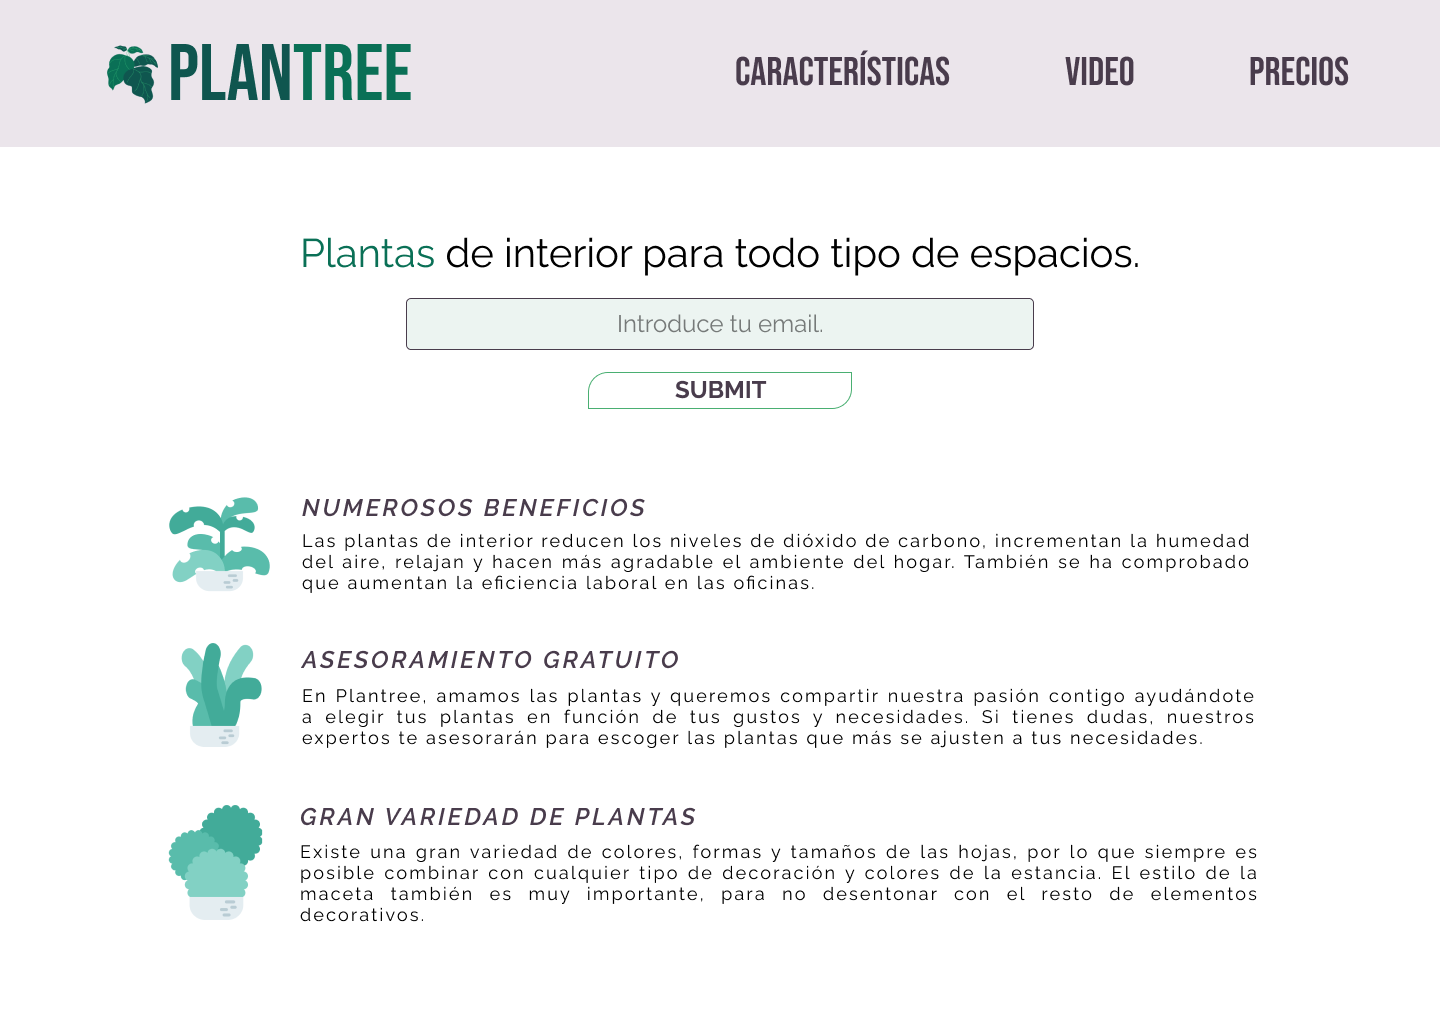 PLANTREE
CARACTERÍSTICAS
VIDEO
PRECIOS
Plantas de interior para todo tipo de espacios.
Introduce tu email.
SUBMIT
NUMEROSOS BENEFICIOS
Las plantas de interior reducen los niveles de dióxido de carbono, incrementan la humedad
del aire, relajan y hacen más agradable el ambiente del hogar. También se ha comprobado
que aumentan la eficiencia laboral en las oficinas.
ASESORAMIENTO GRATUITO
En Plantree, amamos las plantas y queremos compartir nuestra pasión contigo ayudándote
a elegir tus plantas en función de tus gustos y necesidades. Si tienes dudas, nuestros
expertos te asesorarán para escoger las plantas que más se ajusten a tus necesidades.
GRAN VARIEDAD DE PLANTAS
Existe una gran variedad de colores, formas y tamaños de las hojas, por lo que siempre es
posible combinar con cualquier tipo de decoración y colores de la estancia. El estilo de la
maceta también es muy importante, para no desentonar con el resto de elementos
decorativos.